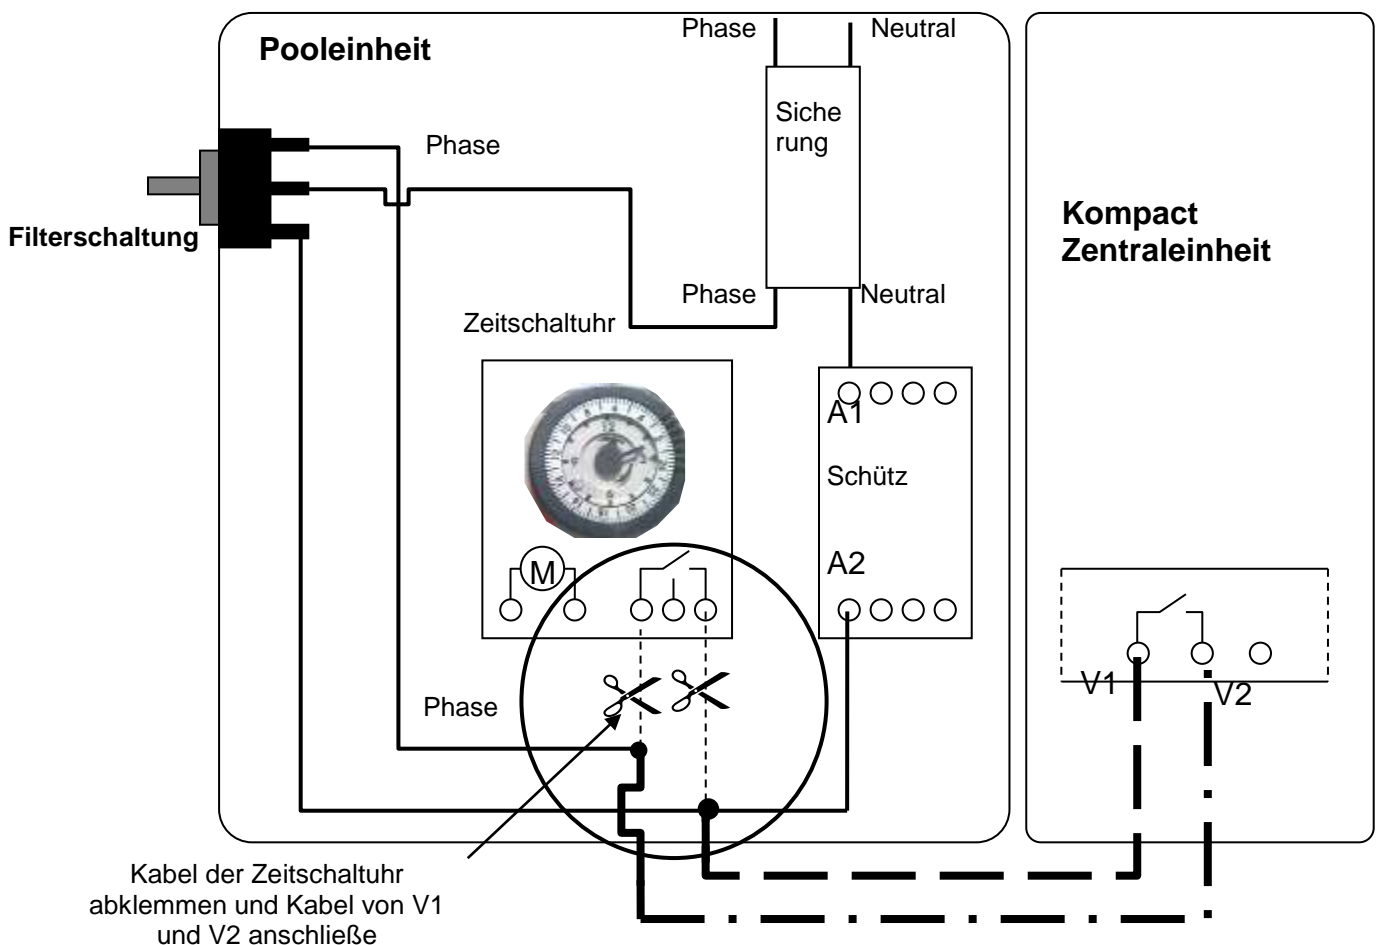 Phase
Neutral
Pooleinheit
Siche
rung
Phase
Kompact
Zentraleinheit
Filterschaltung
Phase
Neutral
Zeitschaltuhr
A1
Schütz
A2
M
V1
V2
Phase
Kabel der Zeitschaltuhr
abklemmen und Kabel von V1
und V2 anschließe